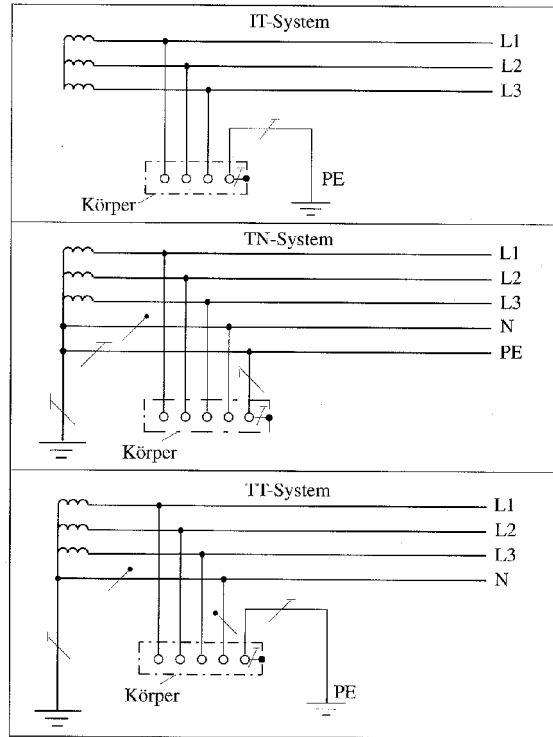 IT-System
L1
L2
L3
PE
Körper
TN-System
L1
L2
L3
N
PE
Körper
TT-System
L1
L2
L3
N
PE
Körper